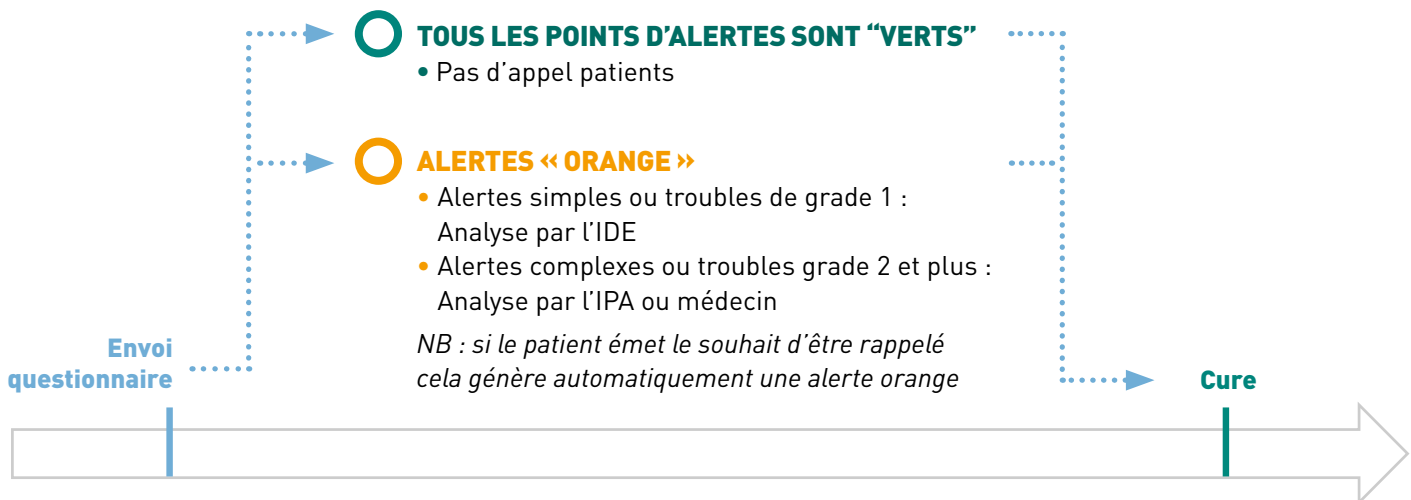 TOUS LES POINTS D’ALERTES SONT “VERTS”
• Pas d’appel patients
ALERTES « ORANGE »
• Alertes simples ou troubles de grade 1 :
Analyse par l’IDE
• Alertes complexes ou troubles grade 2 et plus :
Analyse par l’IPA ou médecin
NB : si le patient émet le souhait d’être rappelé
cela génère automatiquement une alerte orange
Envoi
questionnaire
Cure